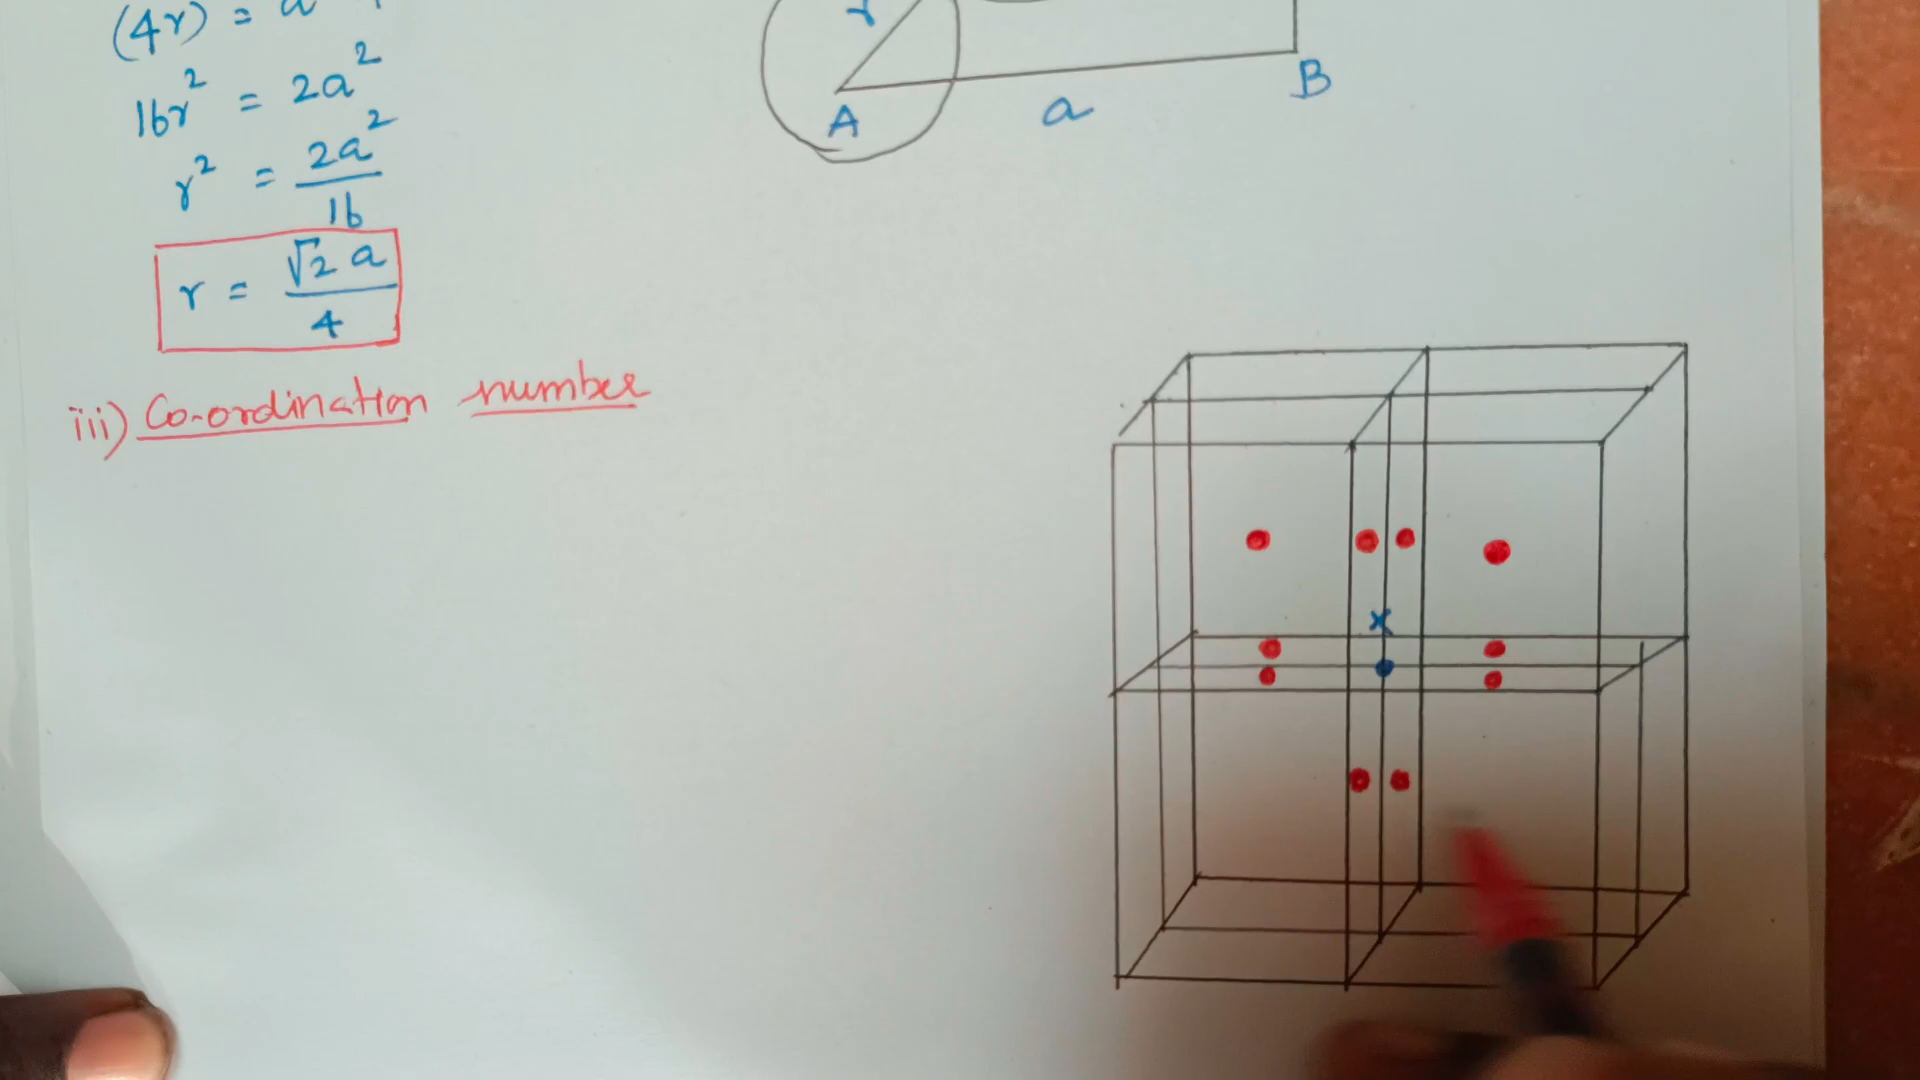 (4r) = a
16r² = 2a²
r² = 2a² / 16
r = √2 a / 4
iii) Co-ordination number
r
A
a
B
x